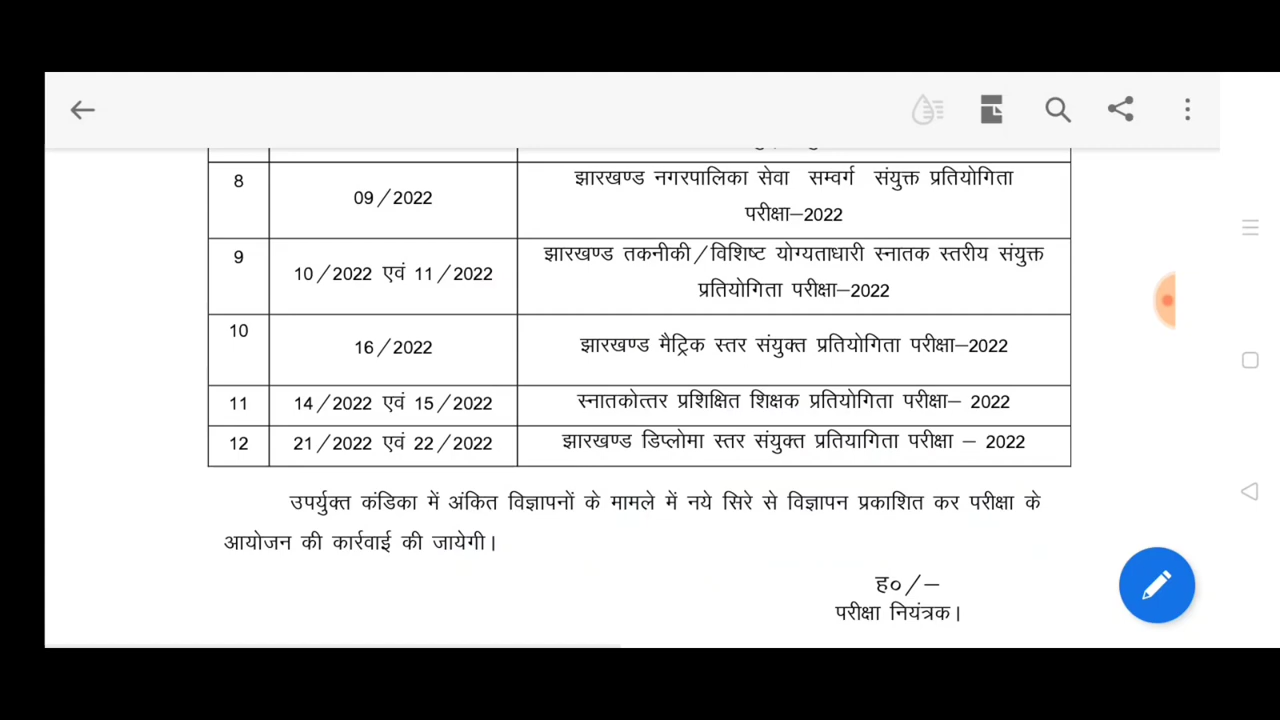 8
09/2022
झारखण्ड नगरपालिका सेवा सम्वर्ग संयुक्त प्रतियोगिता
परीक्षा–2022
9
10/2022 एवं 11/2022
झारखण्ड तकनीकी/विशिष्ट योग्यताधारी स्नातक स्तरीय संयुक्त
प्रतियोगिता परीक्षा–2022
10
16/2022
झारखण्ड मैट्रिक स्तर संयुक्त प्रतियोगिता परीक्षा–2022
11
14/2022 एवं 15/2022
स्नातकोत्तर प्रशिक्षित शिक्षक प्रतियोगिता परीक्षा– 2022
12
21/2022 एवं 22/2022
झारखण्ड डिप्लोमा स्तर संयुक्त प्रतियागिता परीक्षा – 2022
उपर्युक्त कंडिका में अंकित विज्ञापनों के मामले में नये सिरे से विज्ञापन प्रकाशित कर परीक्षा के
आयोजन की कार्रवाई की जायेगी।
ह०/–
परीक्षा नियंत्रक।